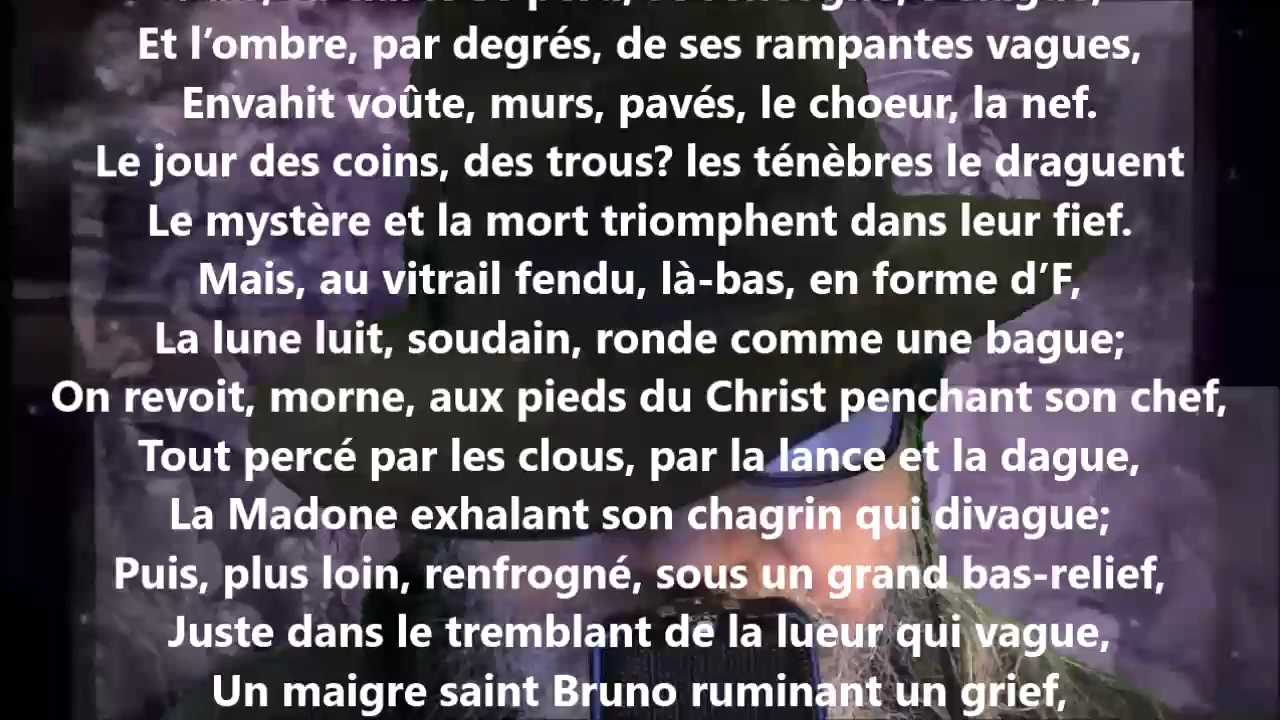 Et l’ombre, par degrés, de ses rampantes vagues,
Envahit voûte, murs, pavés, le choeur, la nef.
Le jour des coins, des trous? les ténèbres le draguent
Le mystère et la mort triomphent dans leur fief.
Mais, au vitrail fendu, là-bas, en forme d’F,
La lune luit, soudain, ronde comme une bague;
On revoit, morne, aux pieds du Christ penchant son chef,
Tout percé par les clous, par la lance et la dague,
La Madone exhalant son chagrin qui divague;
Puis, plus loin, renfrogné, sous un grand bas-relief,
Juste dans le tremblant de la lueur qui vague,
Un maigre saint Bruno ruminant un grief,